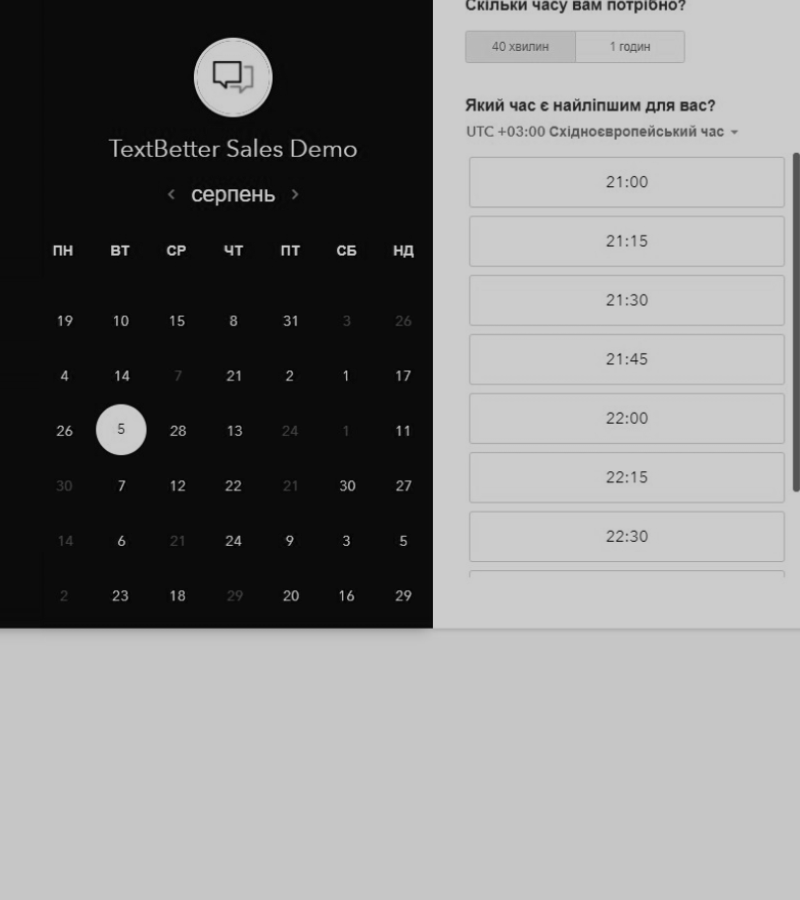 TextBetter Sales Demo
серпень
ПН ВТ СР ЧТ ПТ СБ НД
19 10 15 8 31 3 26
4 14 7 21 2 1 17
26 5 28 13 24 1 11
30 7 12 22 21 30 27
14 6 21 24 9 3 5
2 23 18 29 20 16 29
Скільки часу вам потрібно?
40 хвилин 1 годин
Який час є найліпшим для вас?
UTC +03:00 Східноєвропейський час
21:00
21:15
21:30
21:45
22:00
22:15
22:30